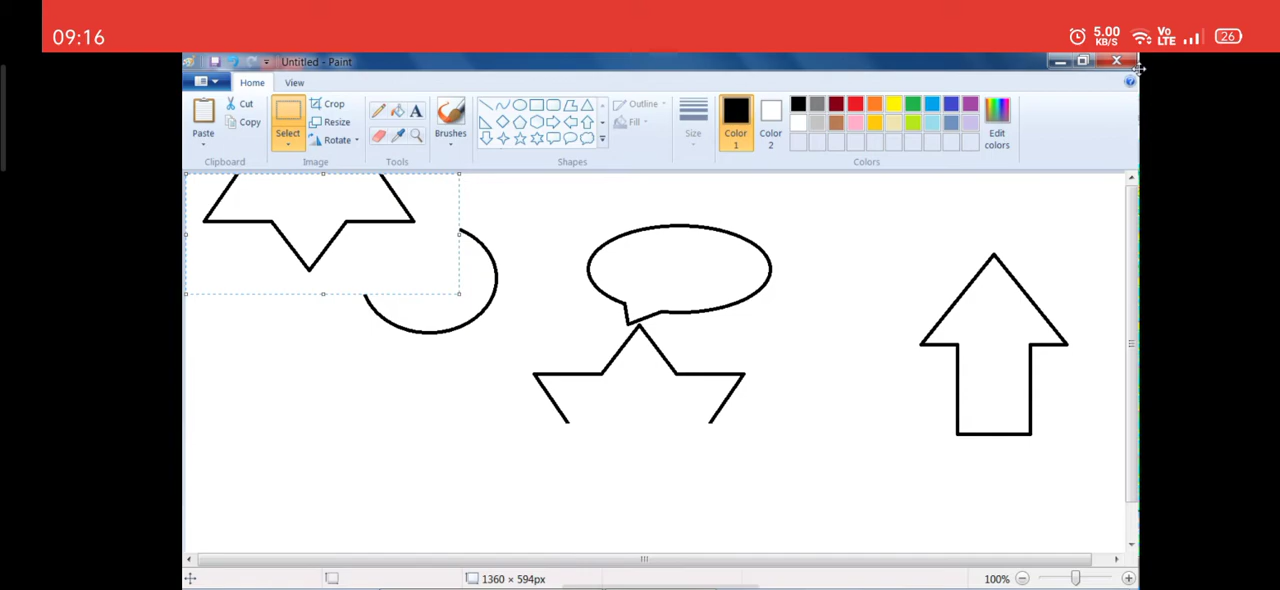 09:16
5.00
KB/S
Vo
LTE
26
Untitled - Paint
Home View
Paste
Cut
Copy
Clipboard
Select
Crop
Resize
Rotate
Image
A
Tools
Brushes
Outline
Fill
Shapes
Size
Color
1
Color
2
Edit
colors
Colors
1360 × 594px
100%